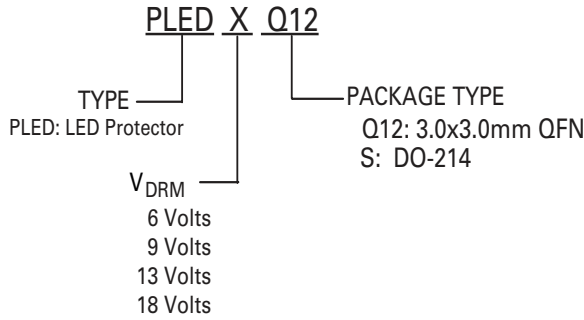 PLED X Q12
TYPE
PLED: LED Protector
PACKAGE TYPE
Q12: 3.0x3.0mm QFN
S: DO-214
VDRM
6 Volts
9 Volts
13 Volts
18 Volts